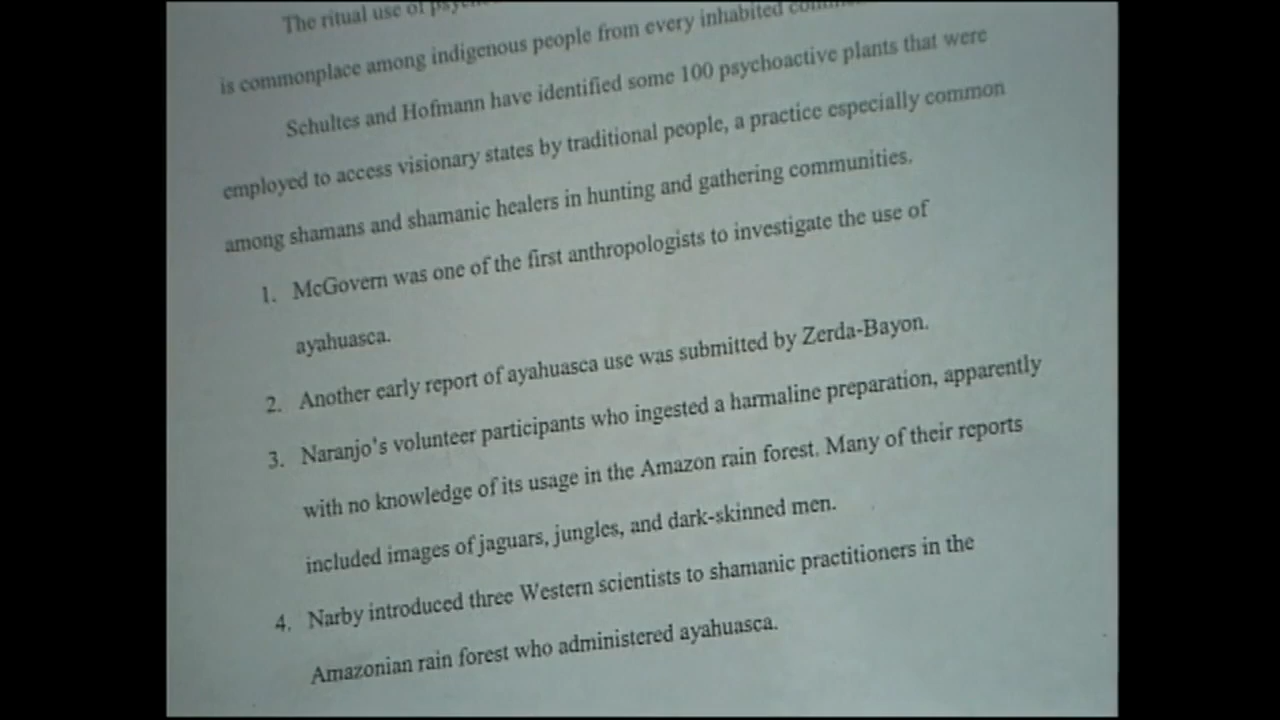 The ritual use of
is commonplace among indigenous people from every inhabited
Schultes and Hofmann have identified some 100 psychoactive plants that were
employed to access visionary states by traditional people, a practice especially common
among shamans and shamanic healers in hunting and gathering communities.
1. McGovern was one of the first anthropologists to investigate the use of
ayahuasca.
2. Another early report of ayahuasca use was submitted by Zerda-Bayon.
3. Naranjo's volunteer participants who ingested a harmaline preparation, apparently
with no knowledge of its usage in the Amazon rain forest. Many of their reports
included images of jaguars, jungles, and dark-skinned men.
4. Narby introduced three Western scientists to shamanic practitioners in the
Amazonian rain forest who administered ayahuasca.